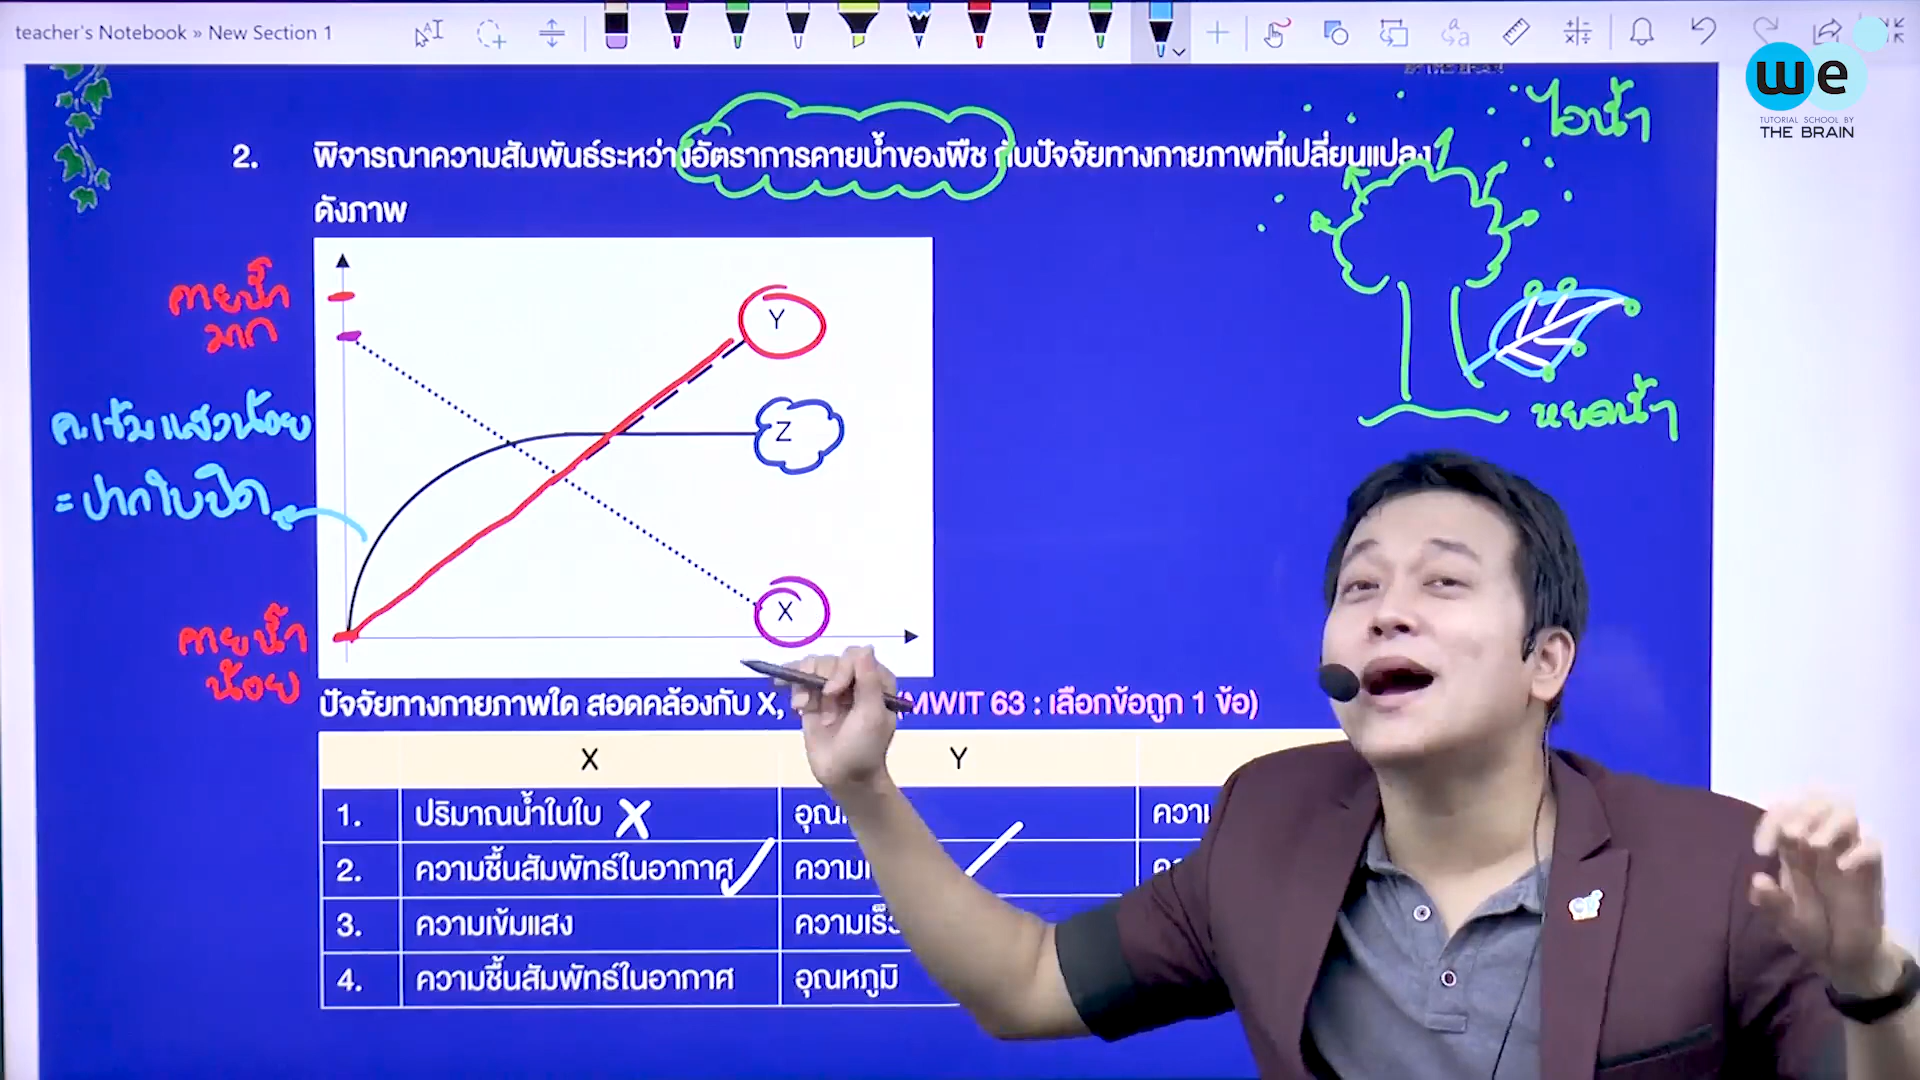 teacher's Notebook » New Section 1
we
TUTORIAL SCHOOL BY
THE BRAIN
ไอน้ำ
2. พิจารณาความสัมพันธ์ระหว่างอัตราการคายน้ำของพืช กับปัจจัยทางกายภาพที่เปลี่ยนแปลง
ดังภาพ
คายน้ำ
มาก
Y
ค.เข้มแสงน้อย
Z
= ปากใบปิด
หยดน้ำ
X
คายน้ำ
น้อย
ปัจจัยทางกายภาพใด สอดคล้องกับ X, (MWIT 63 : เลือกข้อถูก 1 ข้อ)
X Y
1. ปริมาณน้ำในใบ
2. ความชื้นสัมพัทธ์ในอากาศ
3. ความเข้มแสง
4. ความชื้นสัมพัทธ์ในอากาศ อุณหภูมิ